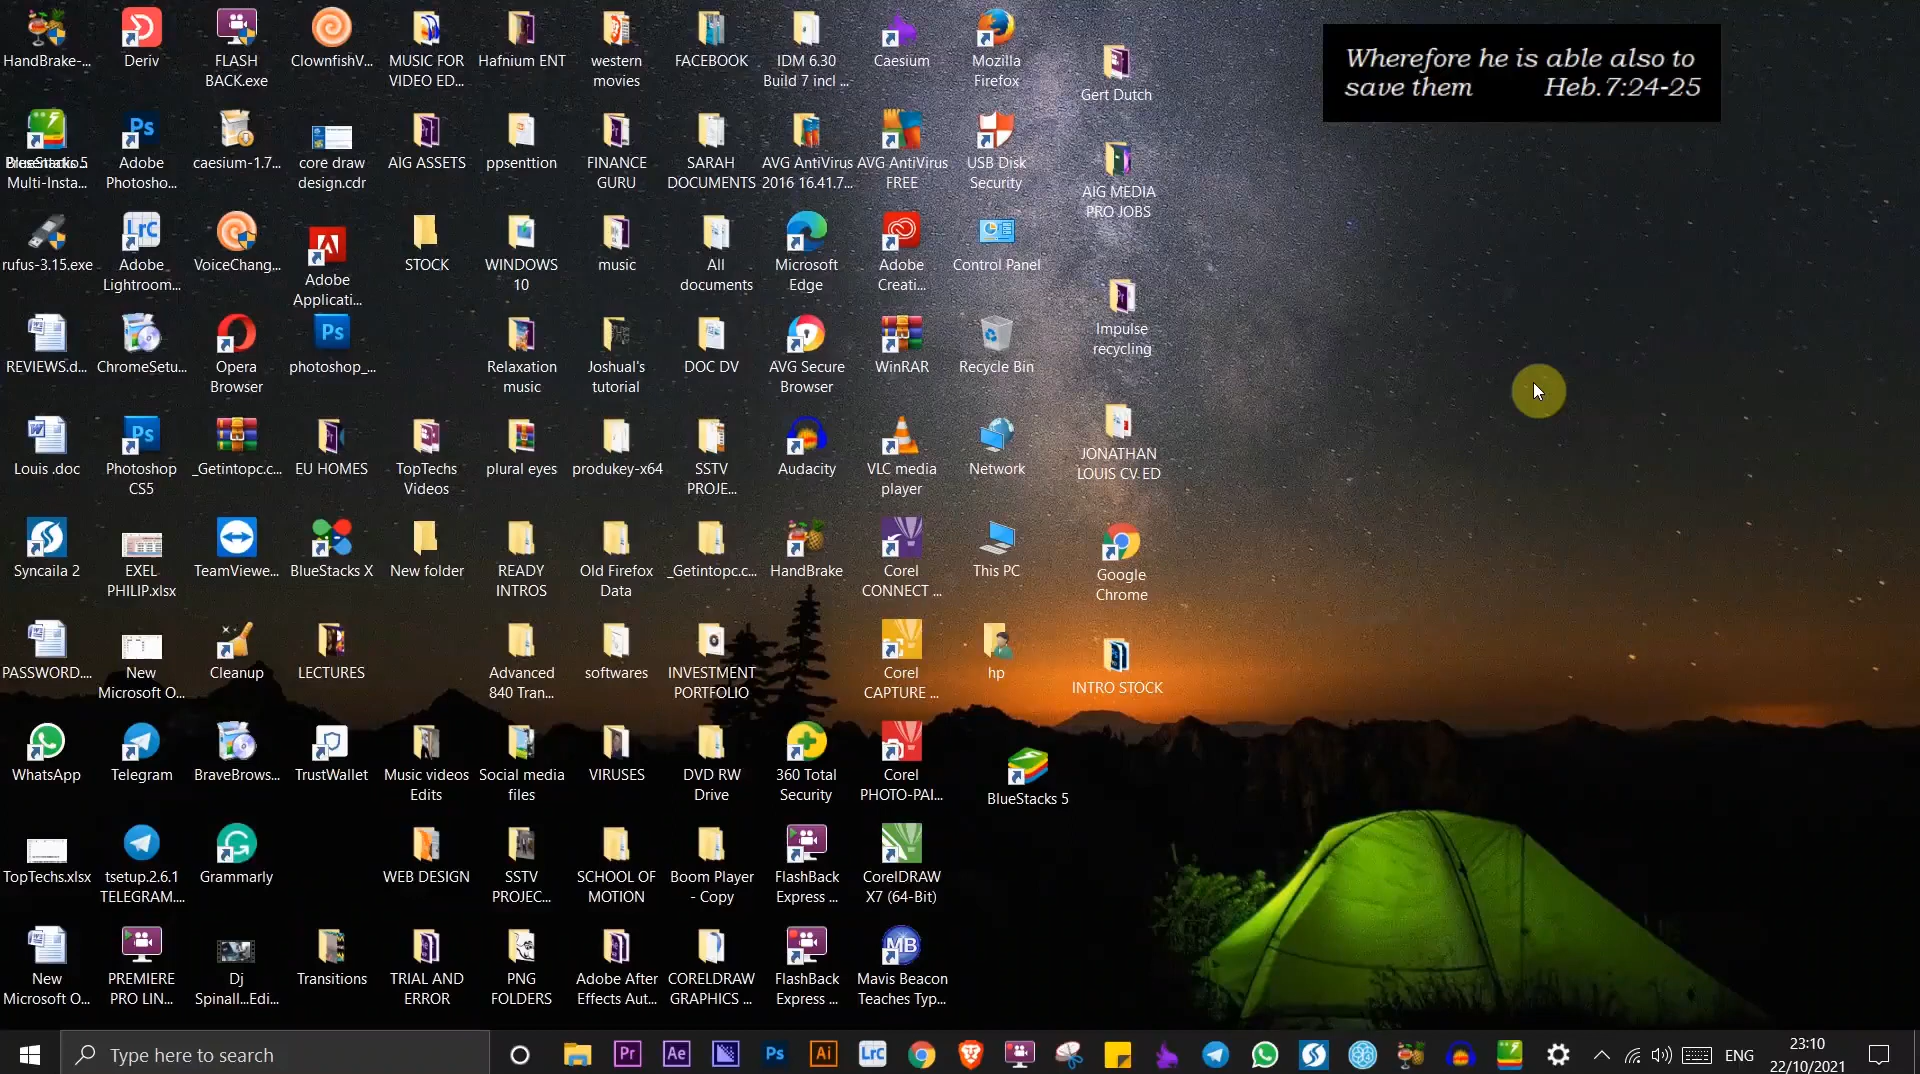 HandBrake-...
Deriv
FLASH
BACK.exe
ClownfishV...
MUSIC FOR
VIDEO ED...
Hafnium ENT
western
movies
FACEBOOK
IDM 6.30
Build 7 incl ...
Caesium
Mozilla
Firefox
Gert Dutch
Wherefore he is able also to
save them Heb. 7:24-25
BlueStacks 5
Multi-Insta...
Adobe
Photosho...
caesium-1.7...
core draw
design.cdr
AIG ASSETS
ppsenttion
FINANCE
GURU
SARAH
DOCUMENTS
AVG AntiVirus
2016 16.41.7...
AVG AntiVirus
FREE
USB Disk
Security
AIG MEDIA
PRO JOBS
rufus-3.15.exe
Adobe
Lightroom...
VoiceChang...
Adobe
Applicati...
STOCK
WINDOWS
10
music
All
documents
Microsoft
Edge
Adobe
Creati...
Control Panel
Impulse
recycling
REVIEWS.d...
ChromeSetu...
Opera
Browser
photoshop_...
Relaxation
music
Joshual's
tutorial
DOC DV
AVG Secure
Browser
WinRAR
Recycle Bin
Louis .doc
Photoshop
CS5
_Getintopc.c...
EU HOMES
TopTechs
Videos
plural eyes
produkey-x64
SSTV
PROJE...
Audacity
VLC media
player
Network
JONATHAN
LOUIS CV ED
Syncaila 2
EXEL
PHILIP.xlsx
TeamViewe...
BlueStacks X
New folder
READY
INTROS
Old Firefox
Data
_Getintopc.c...
HandBrake
Corel
CONNECT ...
This PC
Google
Chrome
PASSWORD....
New
Microsoft O...
Cleanup
LECTURES
Advanced
840 Tran...
softwares
INVESTMENT
PORTFOLIO
Corel
CAPTURE ...
hp
INTRO STOCK
WhatsApp
Telegram
BraveBrows...
TrustWallet
Music videos
Edits
Social media
files
VIRUSES
DVD RW
Drive
360 Total
Security
Corel
PHOTO-PAI...
BlueStacks 5
TopTechs.xlsx
tsetup.2.6.1
TELEGRAM....
Grammarly
WEB DESIGN
SSTV
PROJEC...
SCHOOL OF
MOTION
Boom Player
- Copy
FlashBack
Express ...
CorelDRAW
X7 (64-Bit)
New
Microsoft O...
PREMIERE
PRO LIN...
Dj
Spinall...Edi...
Transitions
TRIAL AND
ERROR
PNG
FOLDERS
Adobe After
Effects Aut...
CORELDRAW
GRAPHICS ...
FlashBack
Express ...
Mavis Beacon
Teaches Typ...
Type here to search
Pr
Ae
Ps
Ai
LrC
ENG
23:10
22/10/2021